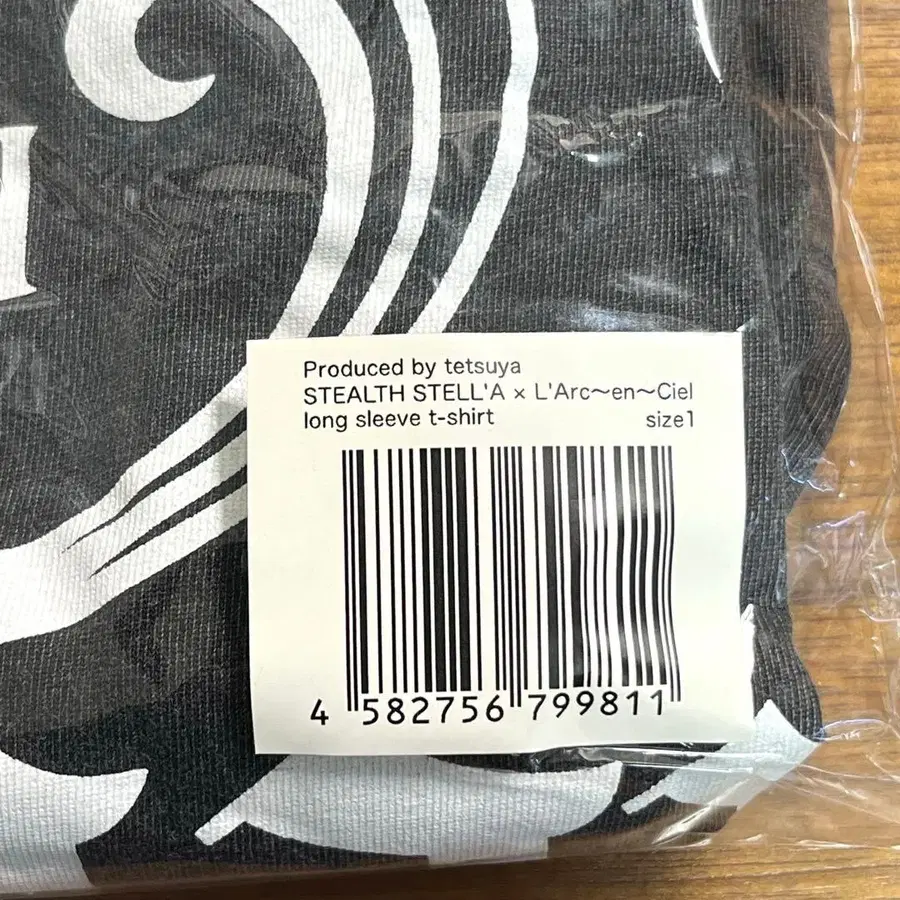 Produced by tetsuya
STEALTH STELL'A × L'Arc～en～Ciel
long sleeve t-shirt size1
4 582756 799811